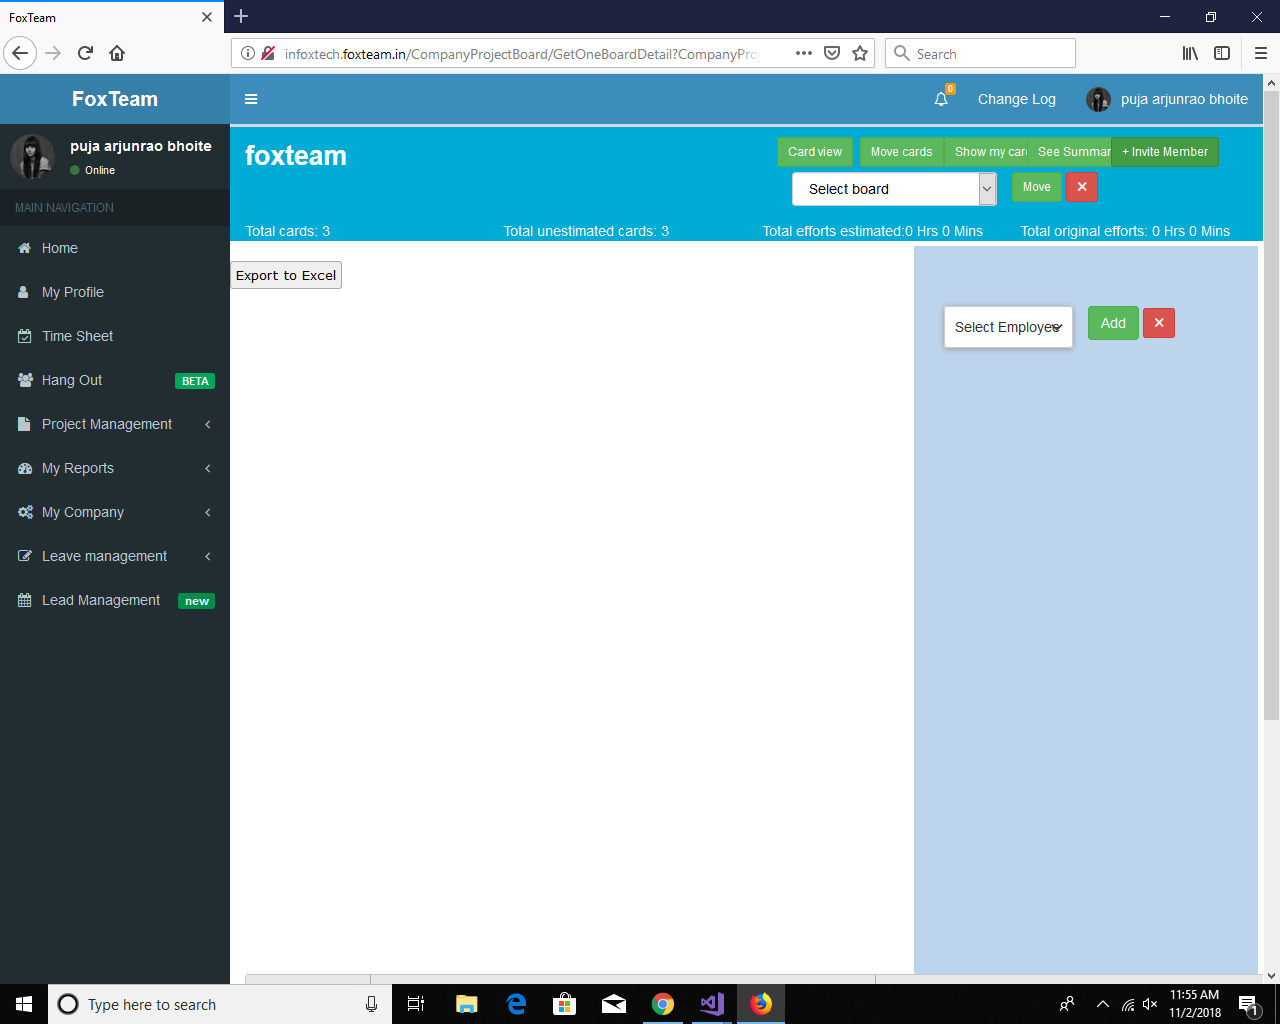 FoxTeam
infoxtech.foxteam.in/CompanyProjectBoard/GetOneBoardDetail?CompanyPro
Search
FoxTeam
0
Change Log
puja arjunrao bhoite
puja arjunrao bhoite
Online
MAIN NAVIGATION
Home
My Profile
Time Sheet
Hang Out BETA
Project Management
My Reports
My Company
Leave management
Lead Management new
foxteam
Card view
Move cards
Show my car
See Summar
+ Invite Member
Select board
Move
Total cards: 3
Total unestimated cards: 3
Total efforts estimated:0 Hrs 0 Mins
Total original efforts: 0 Hrs 0 Mins
Export to Excel
Select Employee
Add
Type here to search
11:55 AM
11/2/2018
1